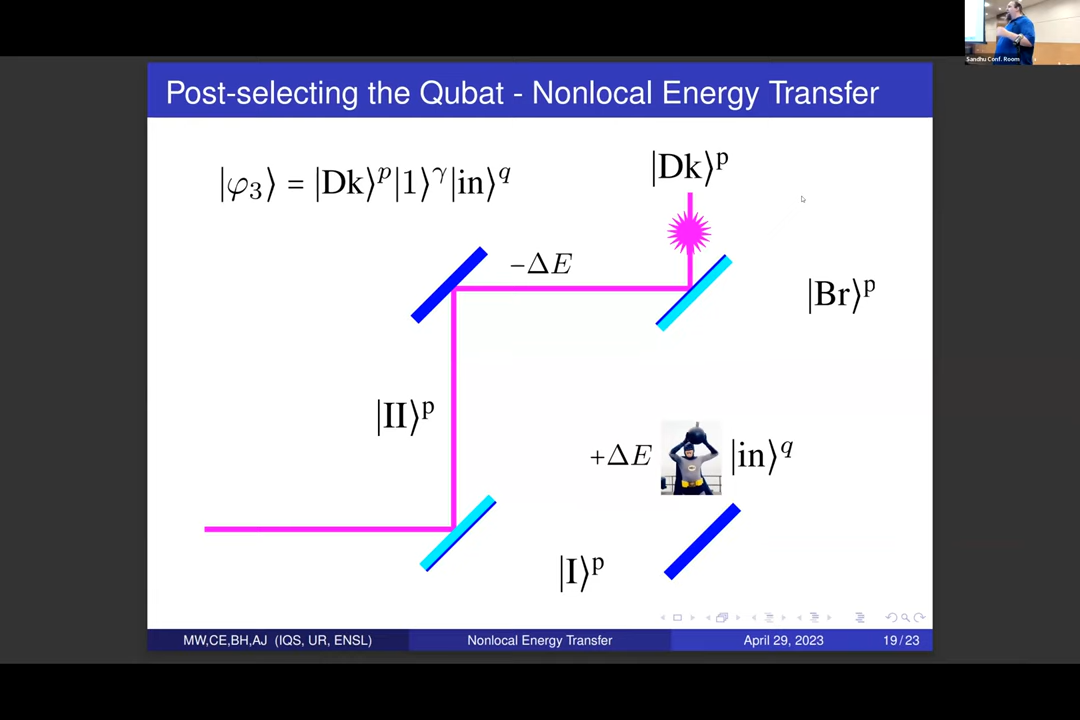 Sandhu Conf. Room
Post-selecting the Qubat - Nonlocal Energy Transfer
|φ₃⟩ = |Dk⟩ᵖ|1⟩ᵞ|in⟩^q
|Dk⟩ᵖ
−ΔE
|Br⟩ᵖ
|II⟩ᵖ
+ΔE |in⟩^q
|I⟩ᵖ
MW,CE,BH,AJ (IQS, UR, ENSL) Nonlocal Energy Transfer April 29, 2023 19 / 23